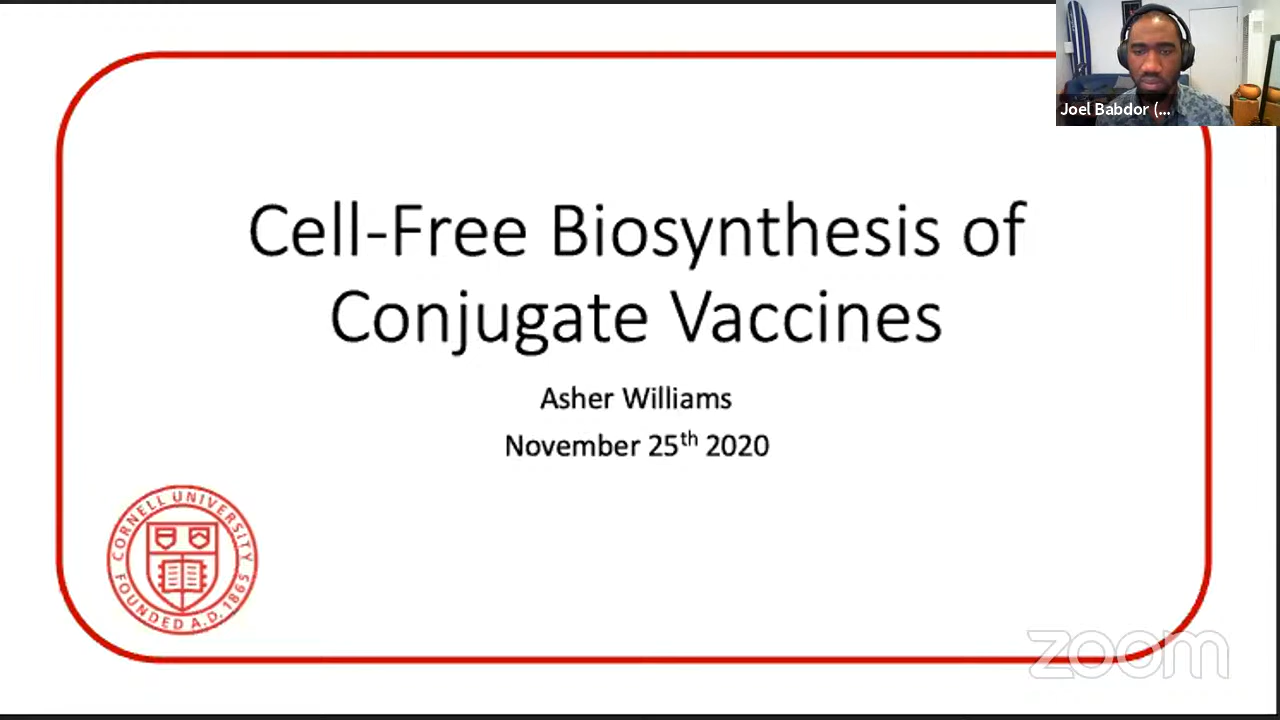 Joel Babdor (...
Cell-Free Biosynthesis of
Conjugate Vaccines
Asher Williams
November 25th 2020
CORNELL UNIVERSITY
FOUNDED A.D. 1865
zoom